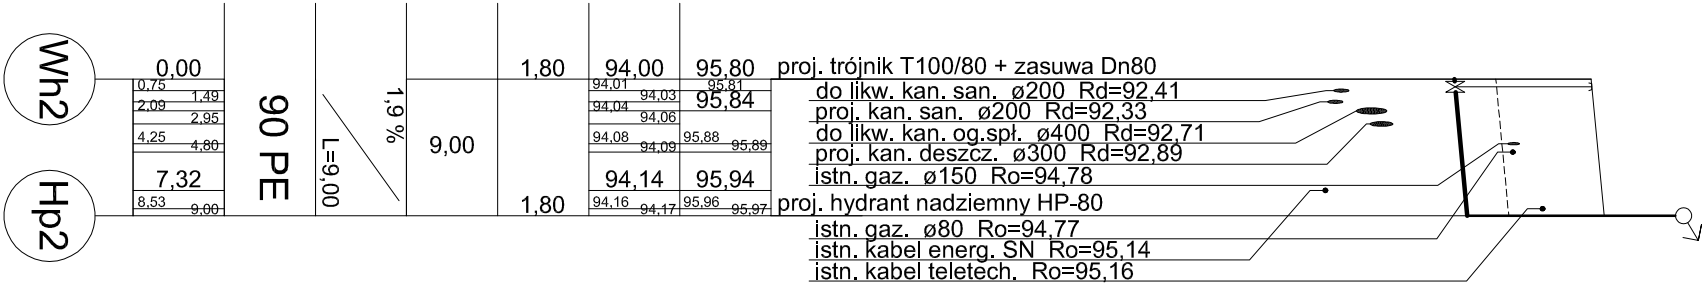 Wh2
Hp2
0,00
0,75
1,49
2,09
2,95
4,25
4,80
7,32
8,53
9,00
90 PE
L=9,00
1,9 %
9,00
1,80
1,80
94,00
94,01
94,03
94,04
94,06
94,08
94,09
94,14
94,16
94,17
95,80
95,81
95,84
95,88
95,89
95,94
95,96
95,97
proj. trójnik T100/80 + zasuwa Dn80
do likw. kan. san. ø200 Rd=92,41
proj. kan. san. ø200 Rd=92,33
do likw. kan. og.spł. ø400 Rd=92,71
proj. kan. deszcz. ø300 Rd=92,89
istn. gaz. ø150 Ro=94,78
proj. hydrant nadziemny HP-80
istn. gaz. ø80 Ro=94,77
istn. kabel energ. SN Ro=95,14
istn. kabel teletech. Ro=95,16